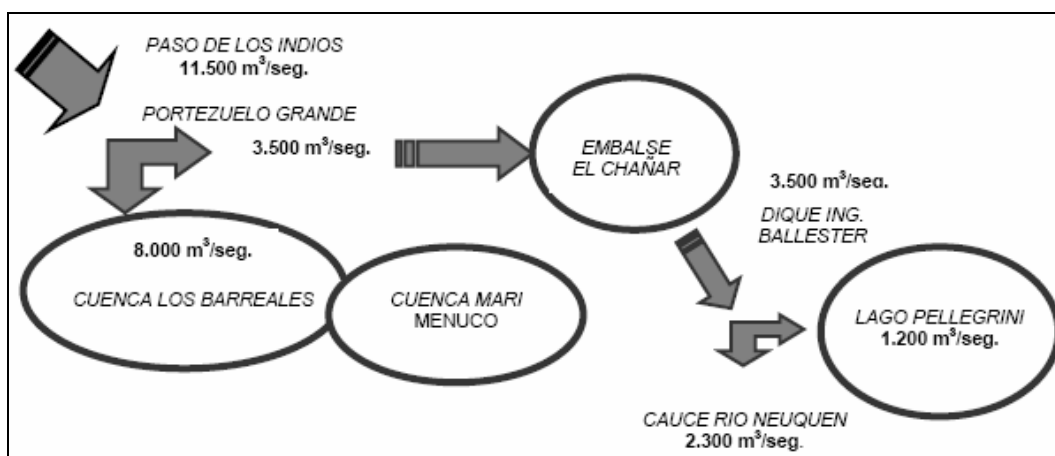 PASO DE LOS INDIOS
11.500 m³/seg.
PORTEZUELO GRANDE
3.500 m³/seg.
EMBALSE
EL CHAÑAR
3.500 m³/seg.
DIQUE ING.
BALLESTER
8.000 m³/seg.
CUENCA LOS BARREALES
CUENCA MARI
MENUCO
LAGO PELLEGRINI
1.200 m³/seg.
CAUCE RIO NEUQUEN
2.300 m³/seg.